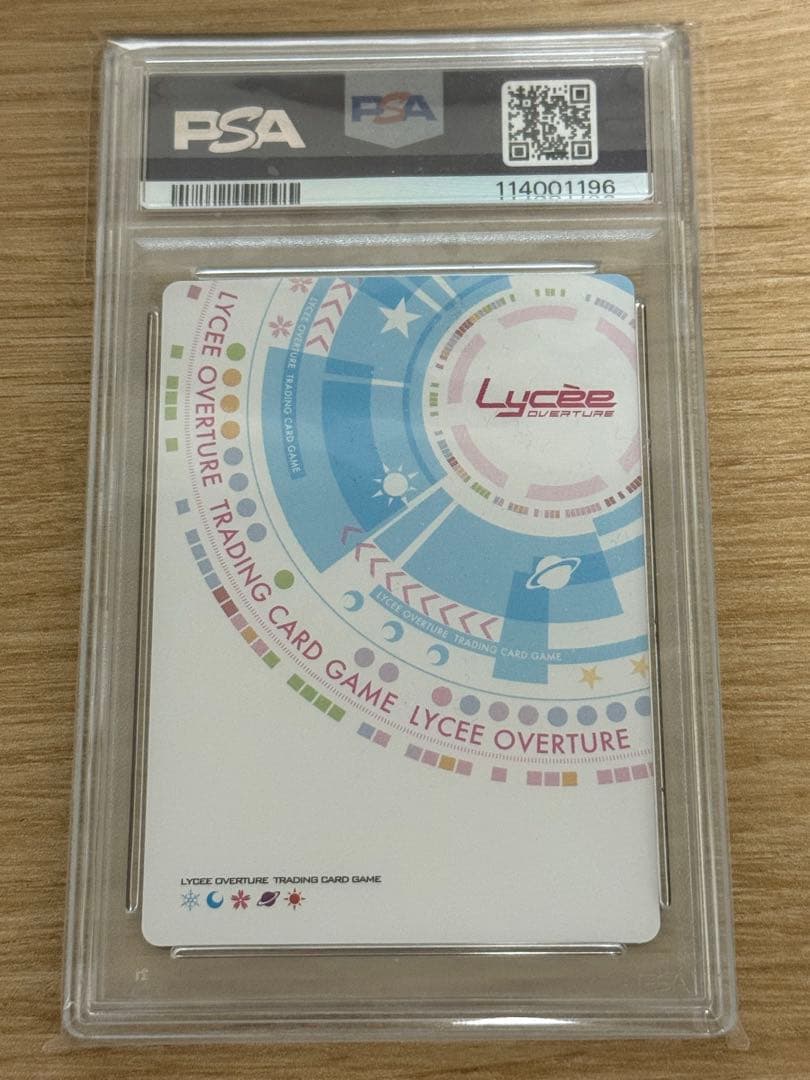 PSA
PSA
114001196
LYCEE OVERTURE TRADING CARD GAME
Lycèe
OVERTURE
LYCEE OVERTURE TRADING CARD GAME LYCEE OVERTURE
LYCEE OVERTURE TRADING CARD GAME
LYCEE OVERTURE TRADING CARD GAME